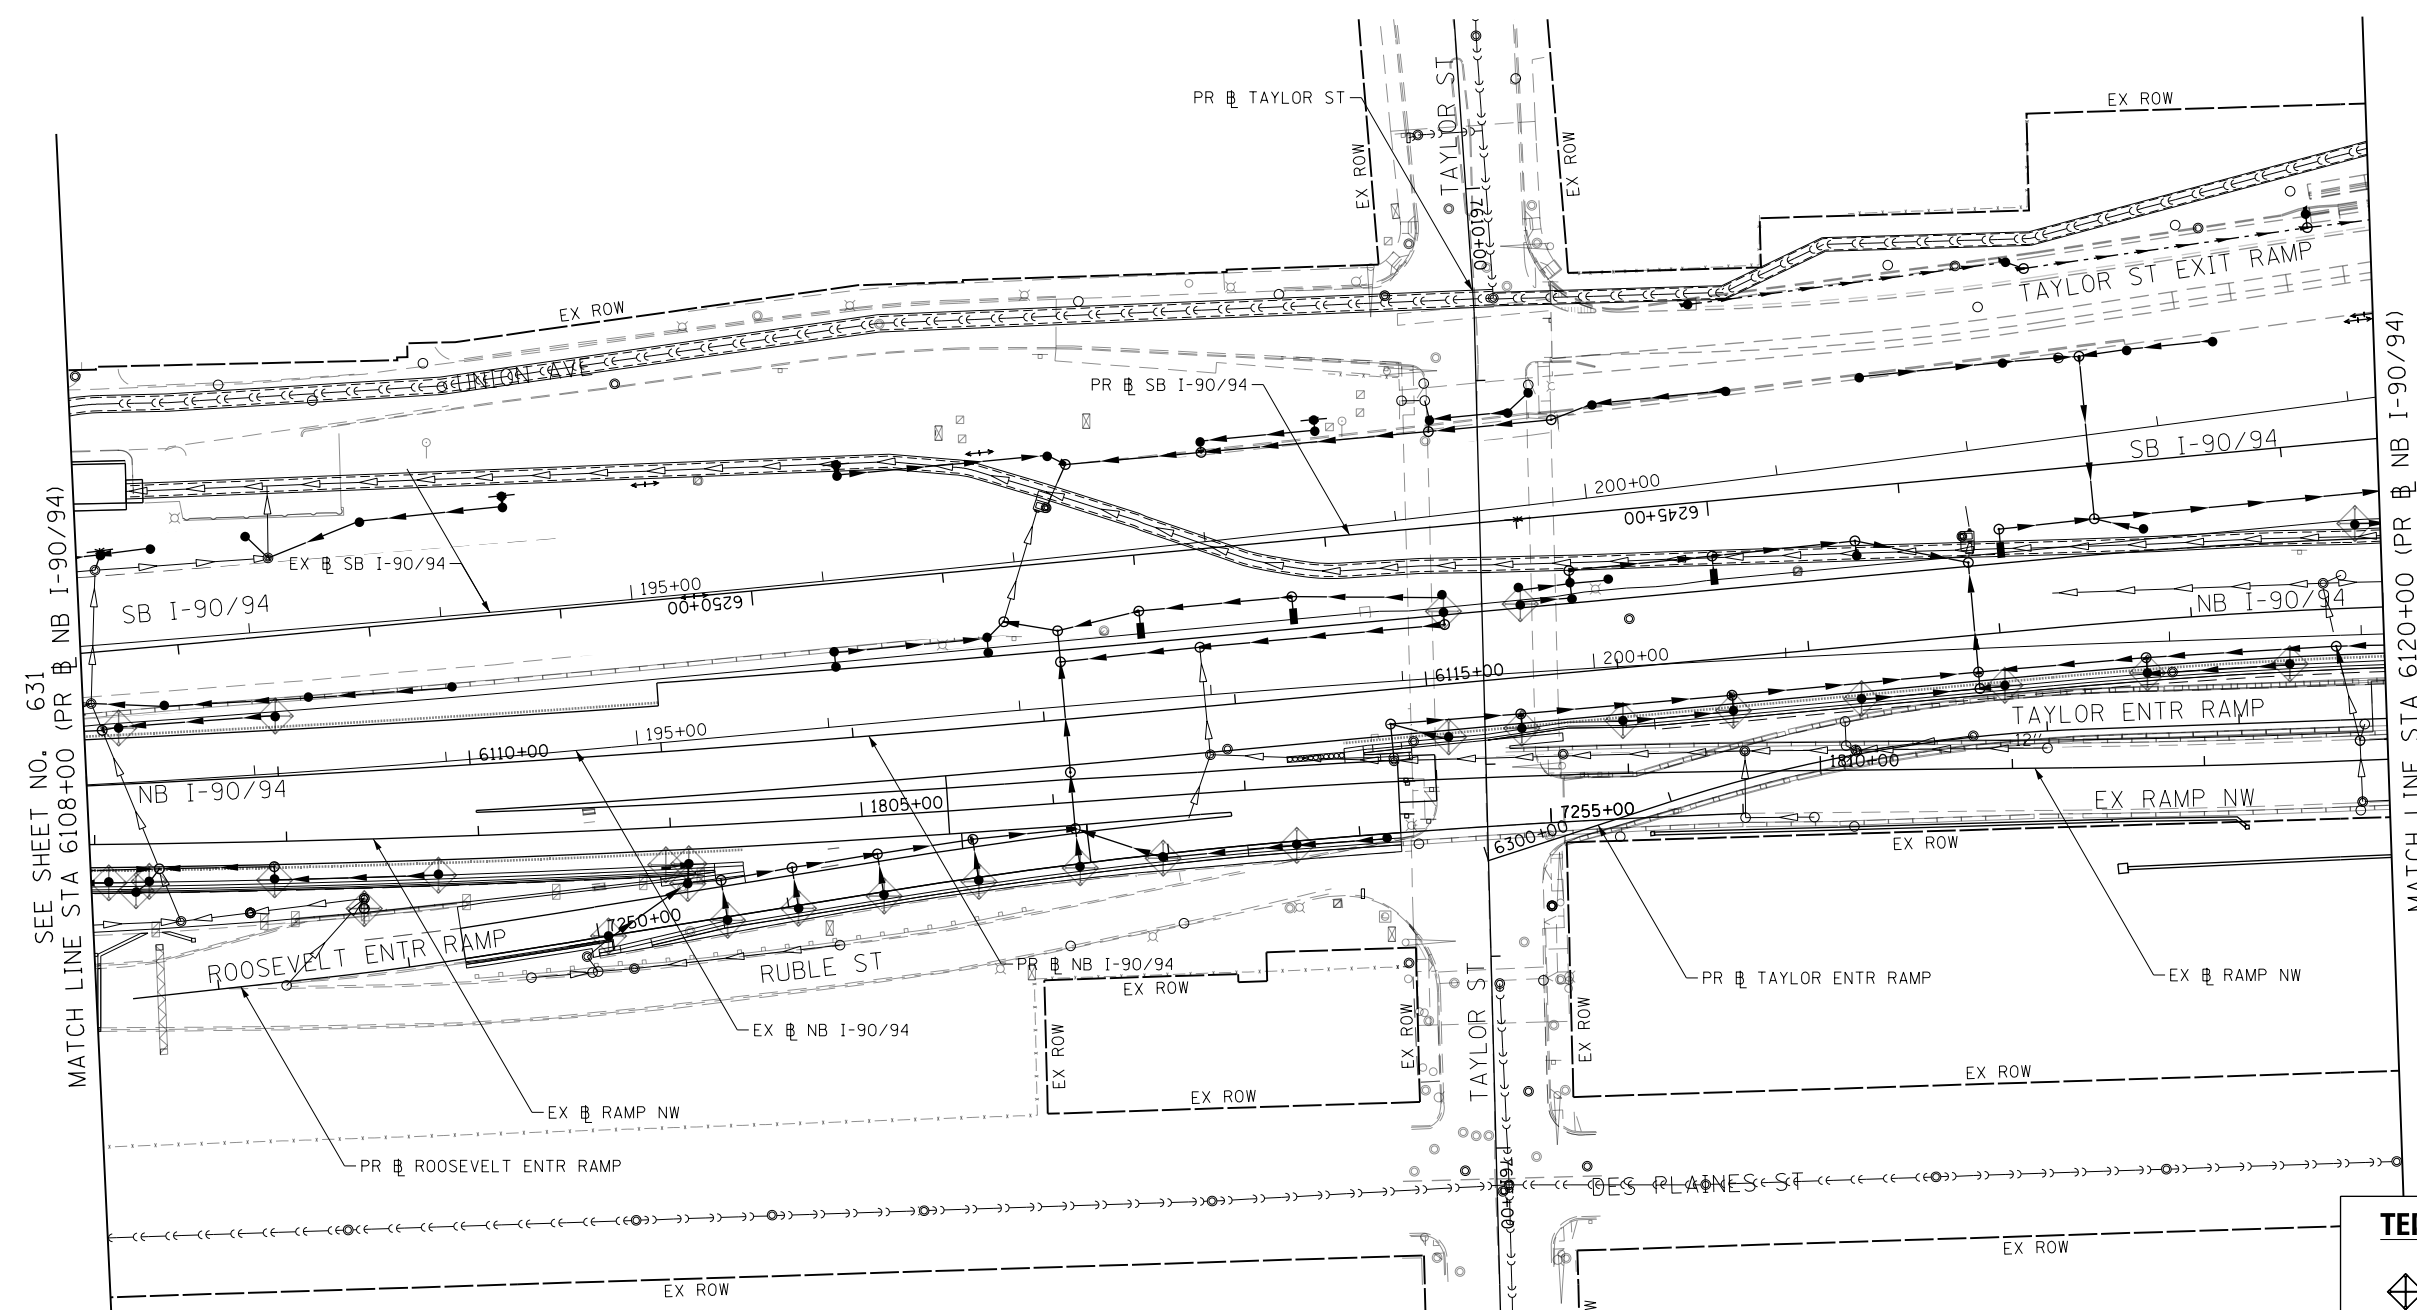 TAYLOR ST
PR ℄ TAYLOR ST
EX ROW
EX ROW
EX ROW
7610+00
TAYLOR ST EXIT RAMP
EX ROW
UNION AVE
PR ℄ SB I-90/94
SB I-90/94
200+00
6245+00
EX ℄ SB I-90/94
195+00
6250+00
SB I-90/94
NB I-90/94
6115+00
200+00
TAYLOR ENTR RAMP
12"
195+00
6110+00
1810+00
NB I-90/94
1805+00
7255+00
EX RAMP NW
6300+00
EX ROW
7250+00
ROOSEVELT ENTR RAMP
RUBLE ST
PR ℄ NB I-90/94
EX ROW
EX ROW
EX ROW
TAYLOR ST
EX ROW
PR ℄ TAYLOR ENTR RAMP
EX ℄ RAMP NW
EX ℄ NB I-90/94
EX ROW
EX ROW
EX ℄ RAMP NW
PR ℄ ROOSEVELT ENTR RAMP
DES PLAINES ST
EX ROW
EX ROW
SEE SHEET NO. 631
MATCH LINE STA 6108+00 (PR ℄ NB I-90/94)
MATCH LINE STA 6120+00 (PR ℄ NB I-90/94)